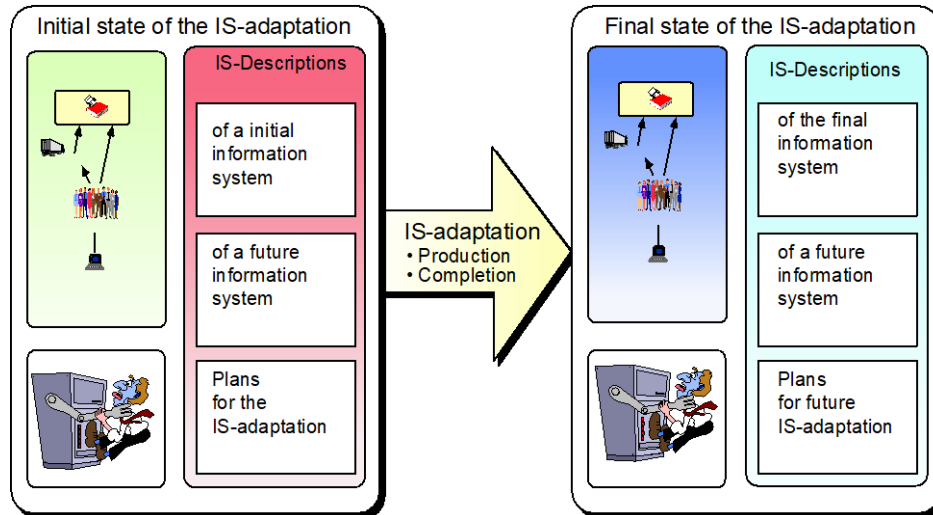 Initial state of the IS-adaptation
IS-Descriptions
of a initial
information
system
of a future
information
system
Plans
for the
IS-adaptation
IS-adaptation
• Production
• Completion
Final state of the IS-adaptation
IS-Descriptions
of the final
information
system
of a future
information
system
Plans
for future
IS-adaptation